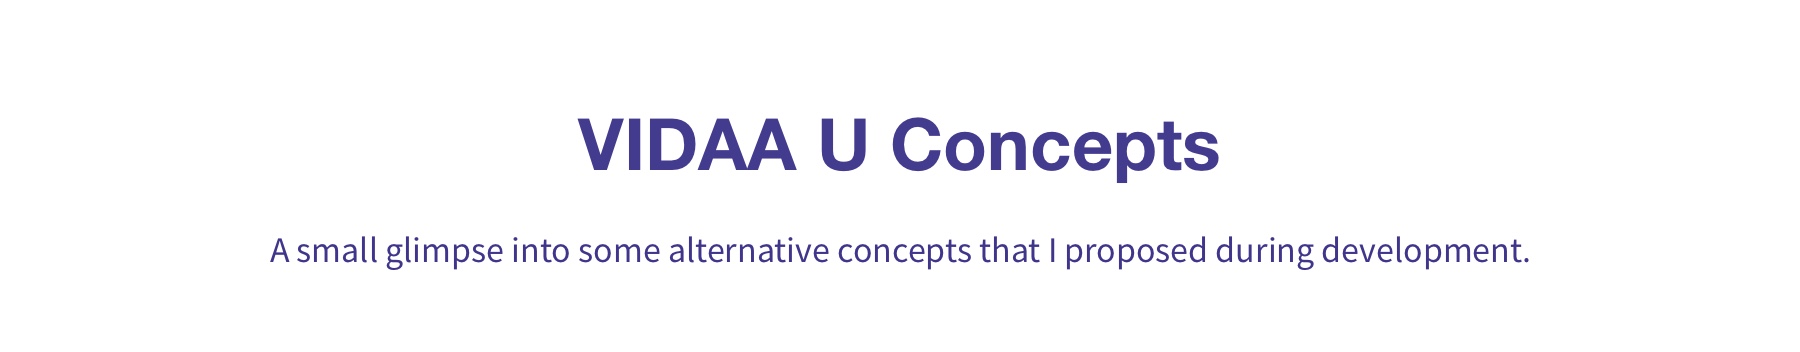 VIDAA U Concepts
A small glimpse into some alternative concepts that I proposed during development.